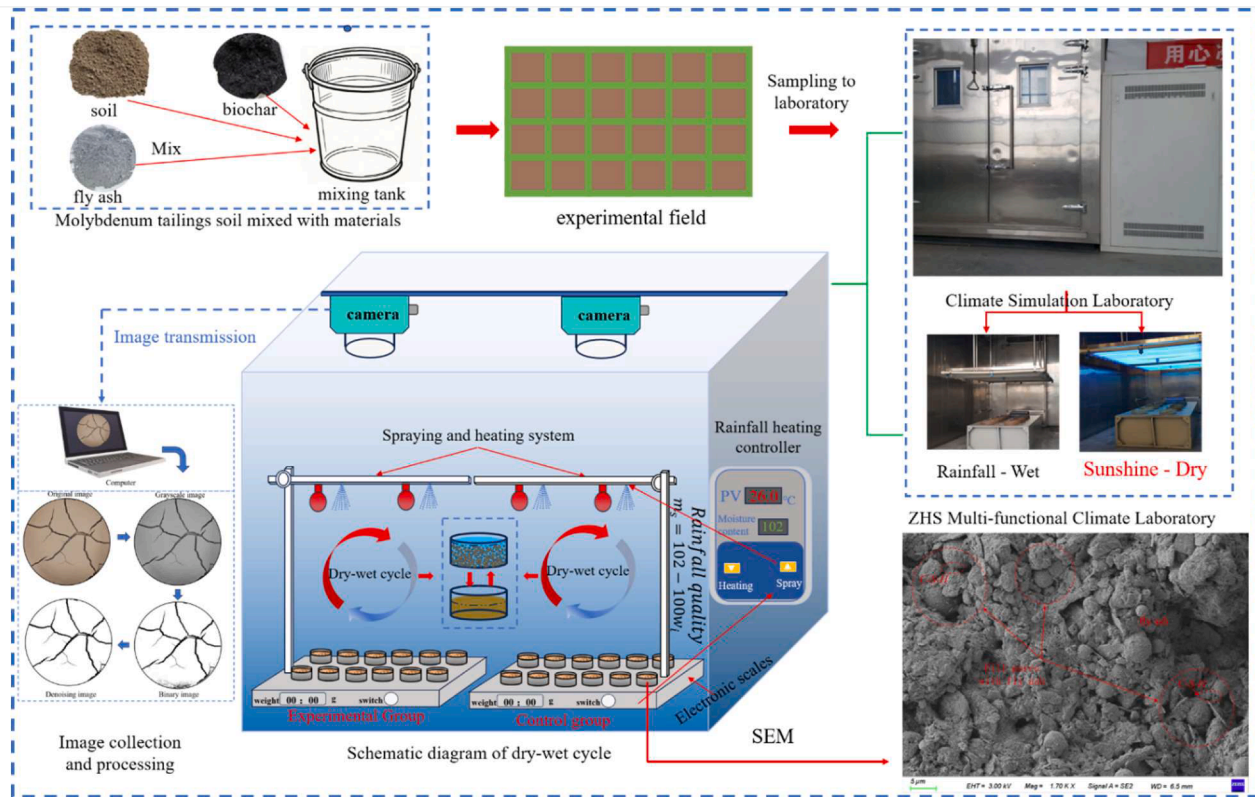 soil
biochar
Mix
fly ash
mixing tank
Molybdenum tailings soil mixed with materials
experimental field
Sampling to
laboratory
用心
Climate Simulation Laboratory
Rainfall - Wet
Sunshine - Dry
ZHS Multi-functional Climate Laboratory
camera
camera
Image transmission
Computer
Original image
Grayscale image
Denoising image
Binary image
Image collection
and processing
Spraying and heating system
Dry-wet cycle
Dry-wet cycle
Rainfall quality
m_s = 102 − 100w_i
Rainfall heating
controller
PV 26.0 °C
Moisture
content 102
Heating
Spray
weight 00 : 00 g switch
weight 00 : 00 g switch
Experimental Group
Control group
Electronic scales
Schematic diagram of dry-wet cycle
SEM
5 μm
EHT = 3.00 kV Mag = 1.70 K X Signal A = SE2 WD = 6.5 mm